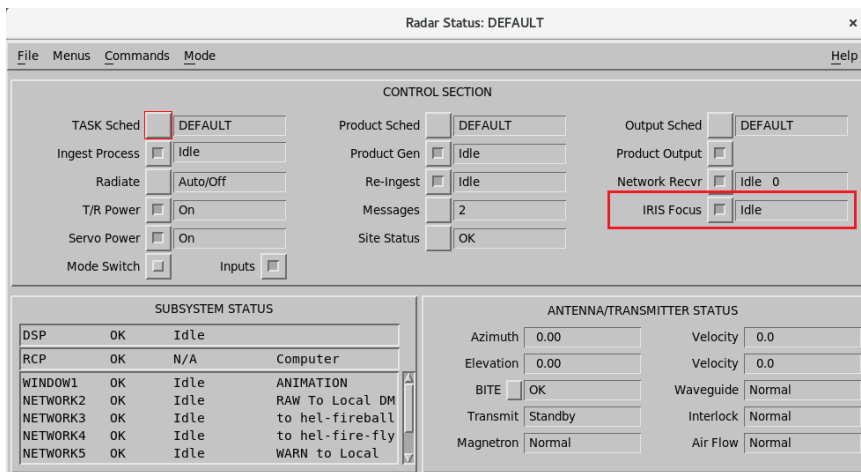 Radar Status: DEFAULT ×
File Menus Commands Mode Help
CONTROL SECTION
TASK Sched DEFAULT Product Sched DEFAULT Output Sched DEFAULT
Ingest Process Idle Product Gen Idle Product Output
Radiate Auto/Off Re-Ingest Idle Network Recvr Idle 0
T/R Power On Messages 2 IRIS Focus Idle
Servo Power On Site Status OK
Mode Switch Inputs
SUBSYSTEM STATUS
DSP OK Idle
RCP OK N/A Computer
WINDOW1 OK Idle ANIMATION
NETWORK2 OK Idle RAW To Local DM
NETWORK3 OK Idle to hel-fireball
NETWORK4 OK Idle to hel-fire-fly
NETWORK5 OK Idle WARN to Local
ANTENNA/TRANSMITTER STATUS
Azimuth 0.00 Velocity 0.0
Elevation 0.00 Velocity 0.0
BITE OK Waveguide Normal
Transmit Standby Interlock Normal
Magnetron Normal Air Flow Normal